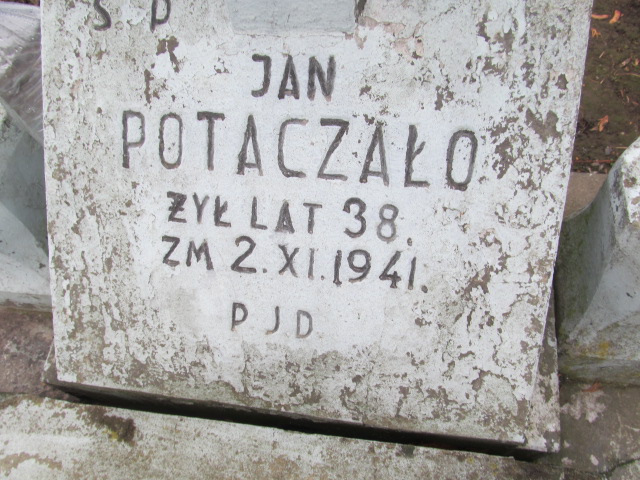 S P
JAN
POTACZAŁO
ŻYŁ LAT 38.
ZM 2. XI. 1941.
P J D